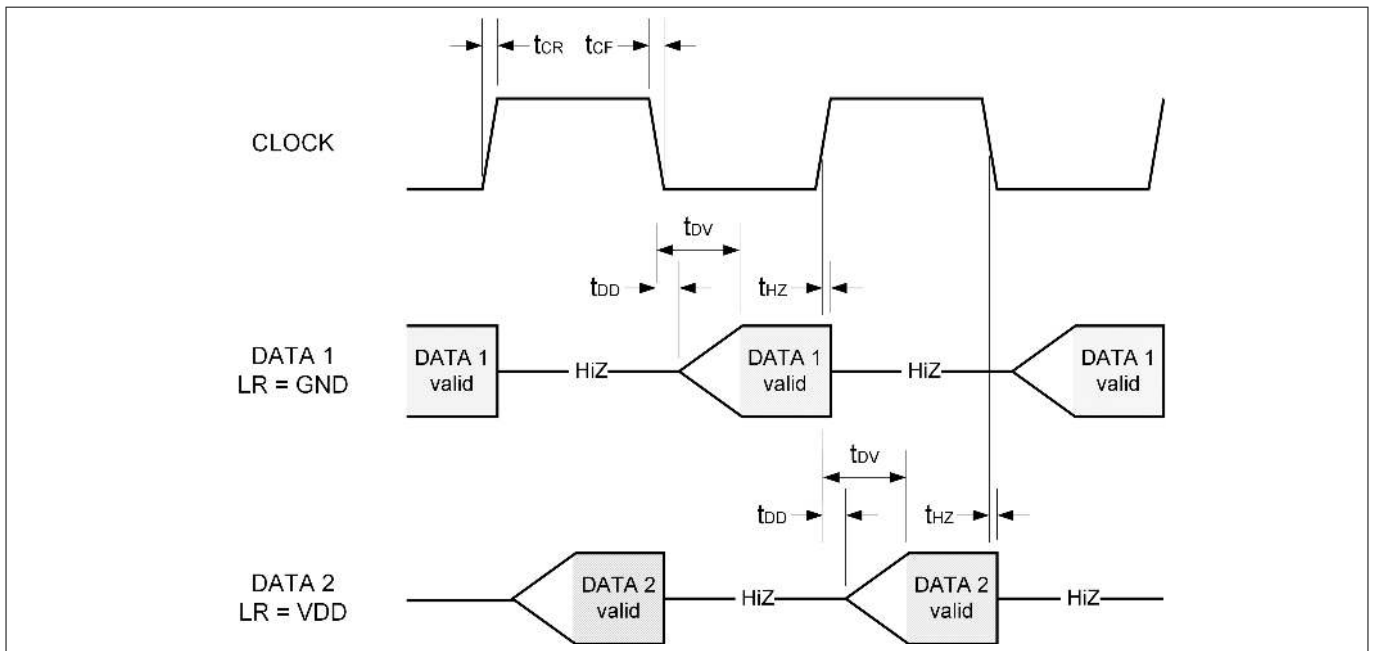 tCR tCF
CLOCK
tDV
tDD
tHZ
DATA 1
LR = GND
DATA 1
valid
HiZ
DATA 1
valid
HiZ
DATA 1
valid
tDV
tDD
tHZ
DATA 2
LR = VDD
DATA 2
valid
HiZ
DATA 2
valid
HiZ